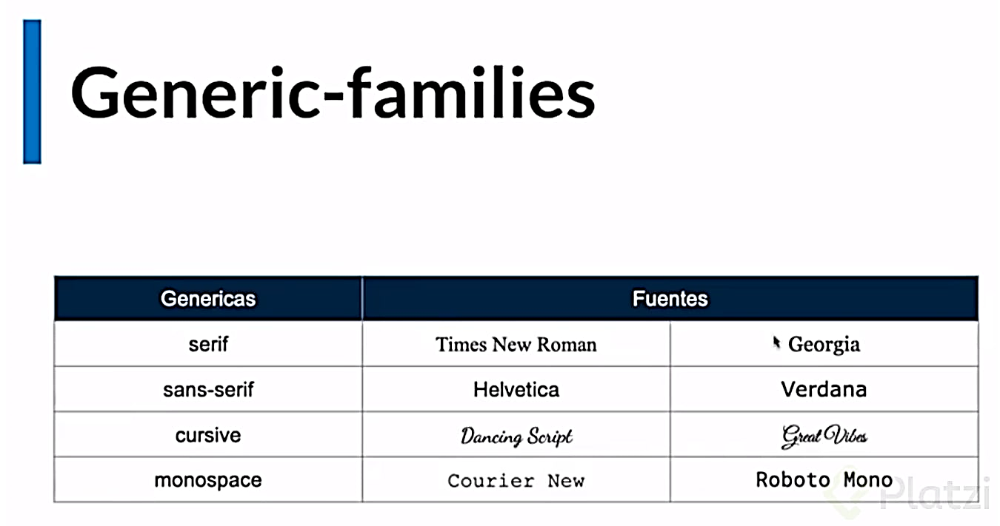 Generic-families
Genericas Fuentes
serif Times New Roman Georgia
sans-serif Helvetica Verdana
cursive Dancing Script Great Vibes
monospace Courier New Roboto Mono
Platzi